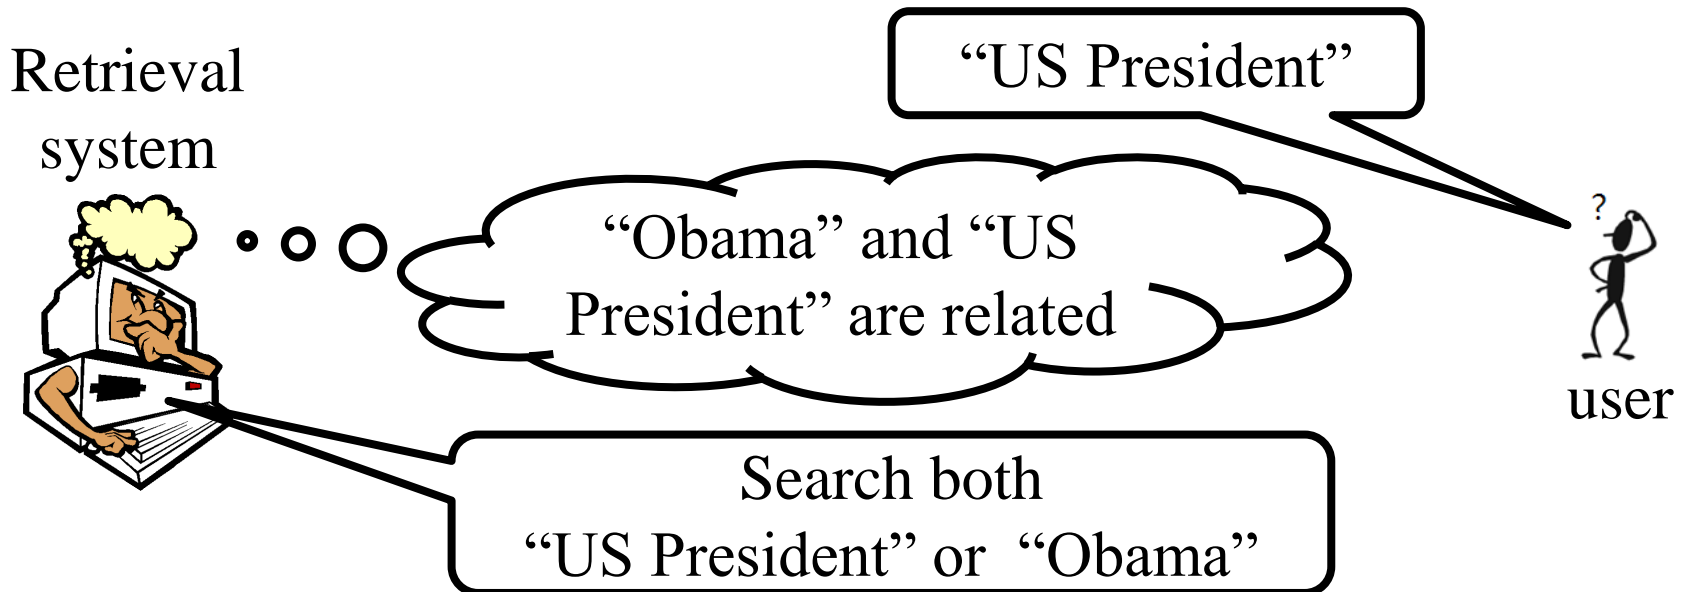 Retrieval
system
“US President”
“Obama” and “US
President” are related
?
user
Search both
“US President” or “Obama”